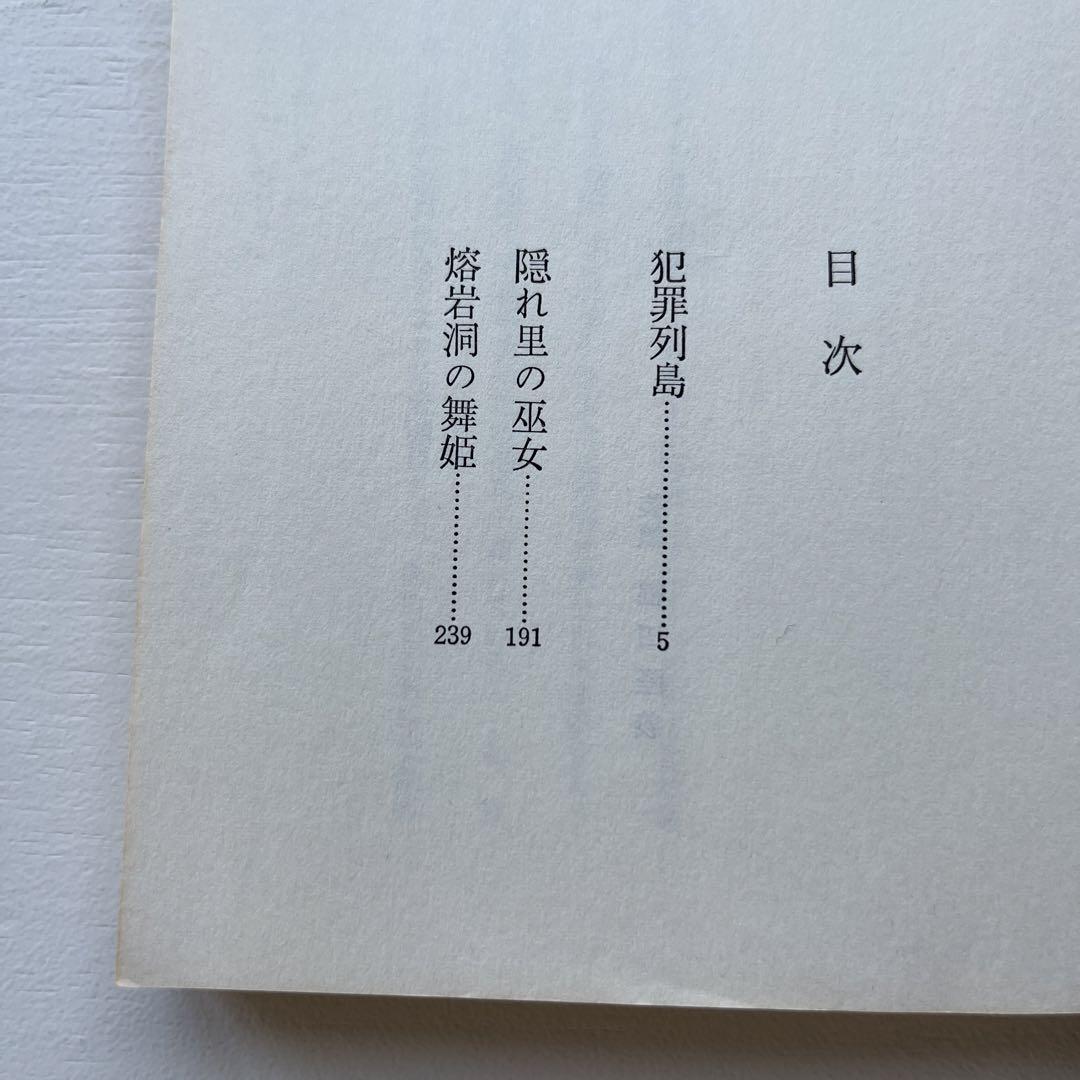 目次
犯罪列島……………………5
隠れ里の巫女……………191
熔岩洞の舞姫……………239